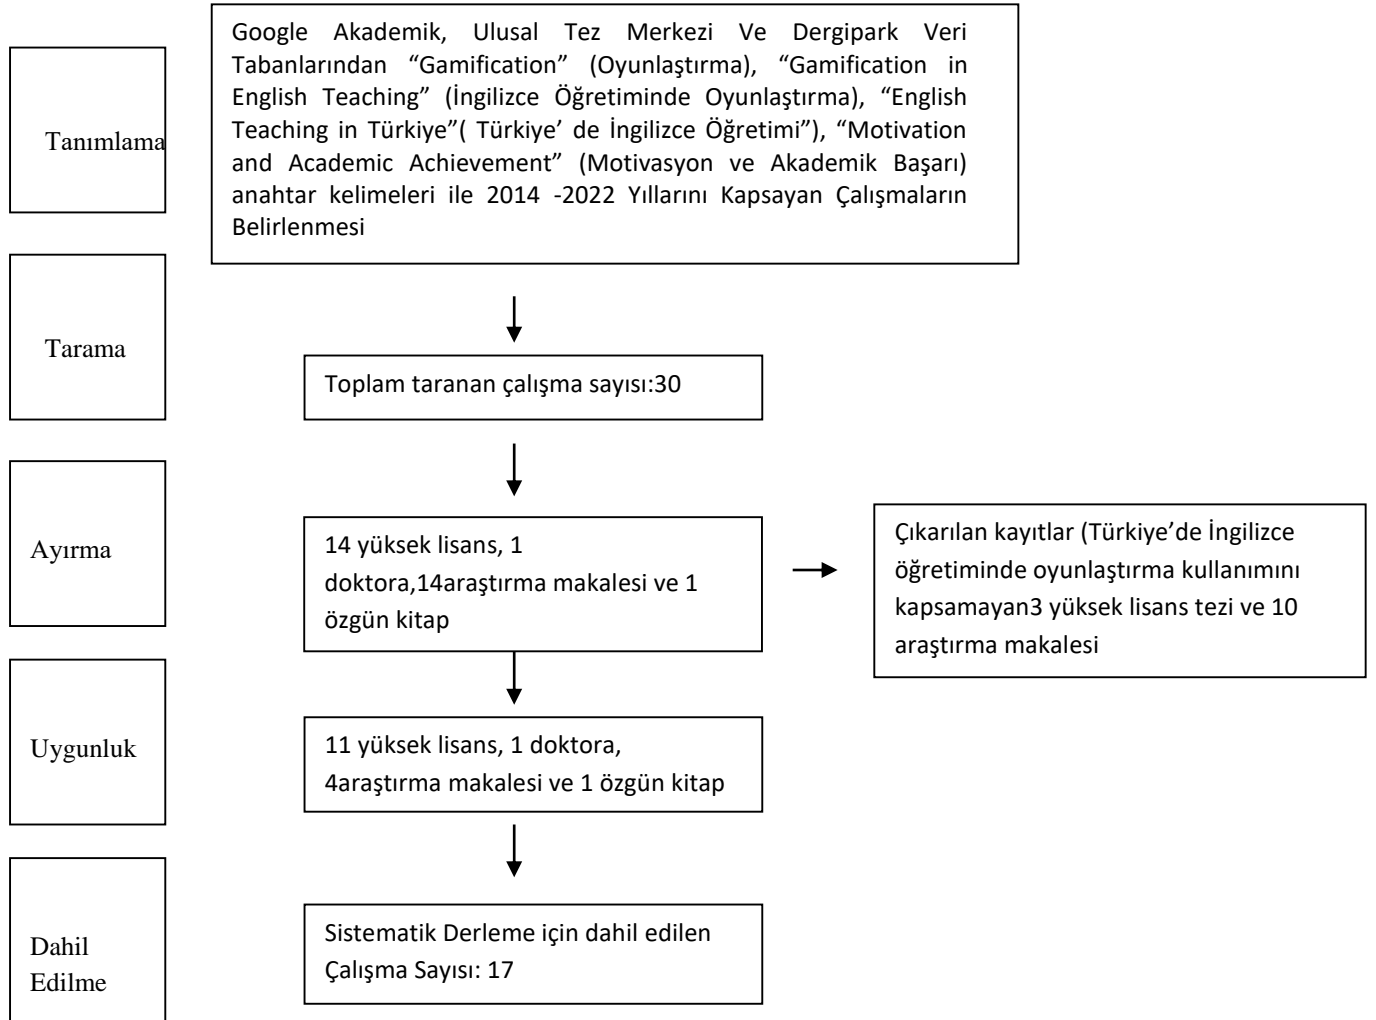 Google Akademik, Ulusal Tez Merkezi Ve Dergipark Veri
Tabanlarından “Gamification” (Oyunlaştırma), “Gamification in
English Teaching” (İngilizce Öğretiminde Oyunlaştırma), “English
Teaching in Türkiye”( Türkiye’ de İngilizce Öğretimi”), “Motivation
and Academic Achievement” (Motivasyon ve Akademik Başarı)
anahtar kelimeleri ile 2014 -2022 Yıllarını Kapsayan Çalışmaların
Belirlenmesi
Tanımlama
Tarama
Toplam taranan çalışma sayısı:30
Ayırma
14 yüksek lisans, 1
doktora,14araştırma makalesi ve 1
özgün kitap
Çıkarılan kayıtlar (Türkiye’de İngilizce
öğretiminde oyunlaştırma kullanımını
kapsamayan3 yüksek lisans tezi ve 10
araştırma makalesi
Uygunluk
11 yüksek lisans, 1 doktora,
4araştırma makalesi ve 1 özgün kitap
Dahil
Edilme
Sistematik Derleme için dahil edilen
Çalışma Sayısı: 17